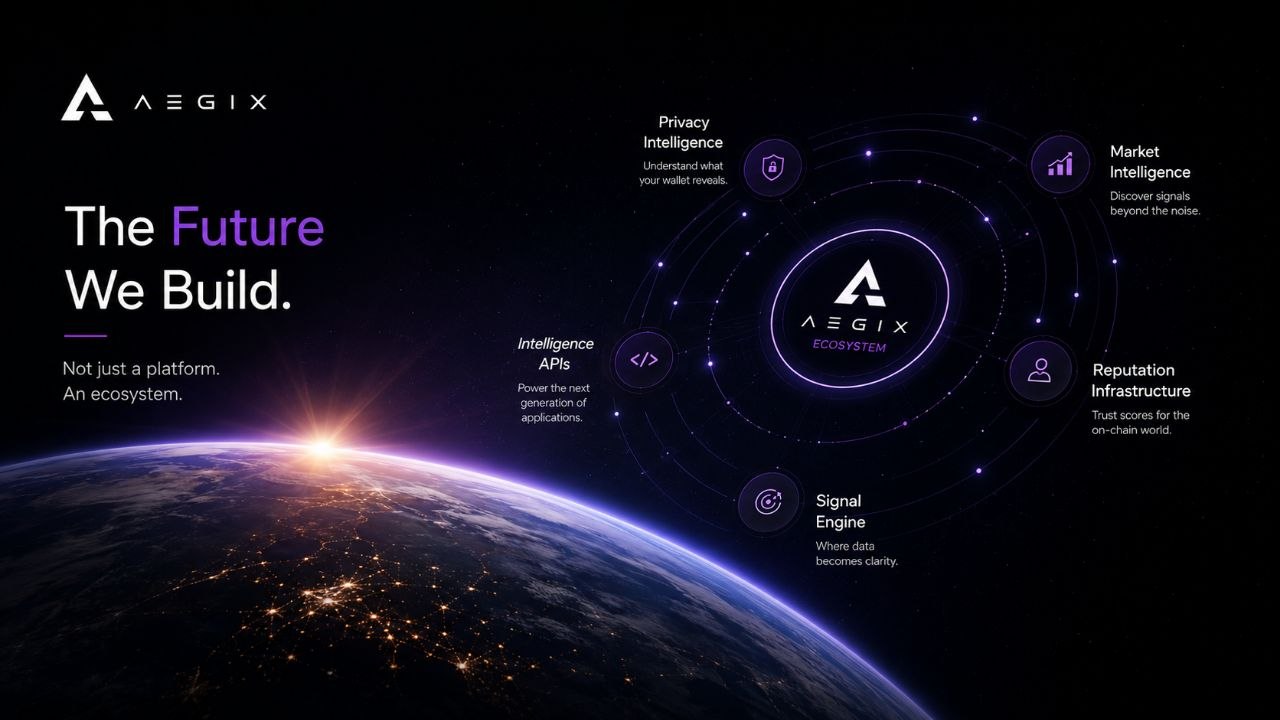 AEGIX
The Future
We Build.
Not just a platform.
An ecosystem.
Privacy
Intelligence
Understand what
your wallet reveals.
Market
Intelligence
Discover signals
beyond the noise.
AEGIX
ECOSYSTEM
Intelligence
APIs
Power the next
generation of
applications.
Reputation
Infrastructure
Trust scores for the
on-chain world.
Signal
Engine
Where data
becomes clarity.